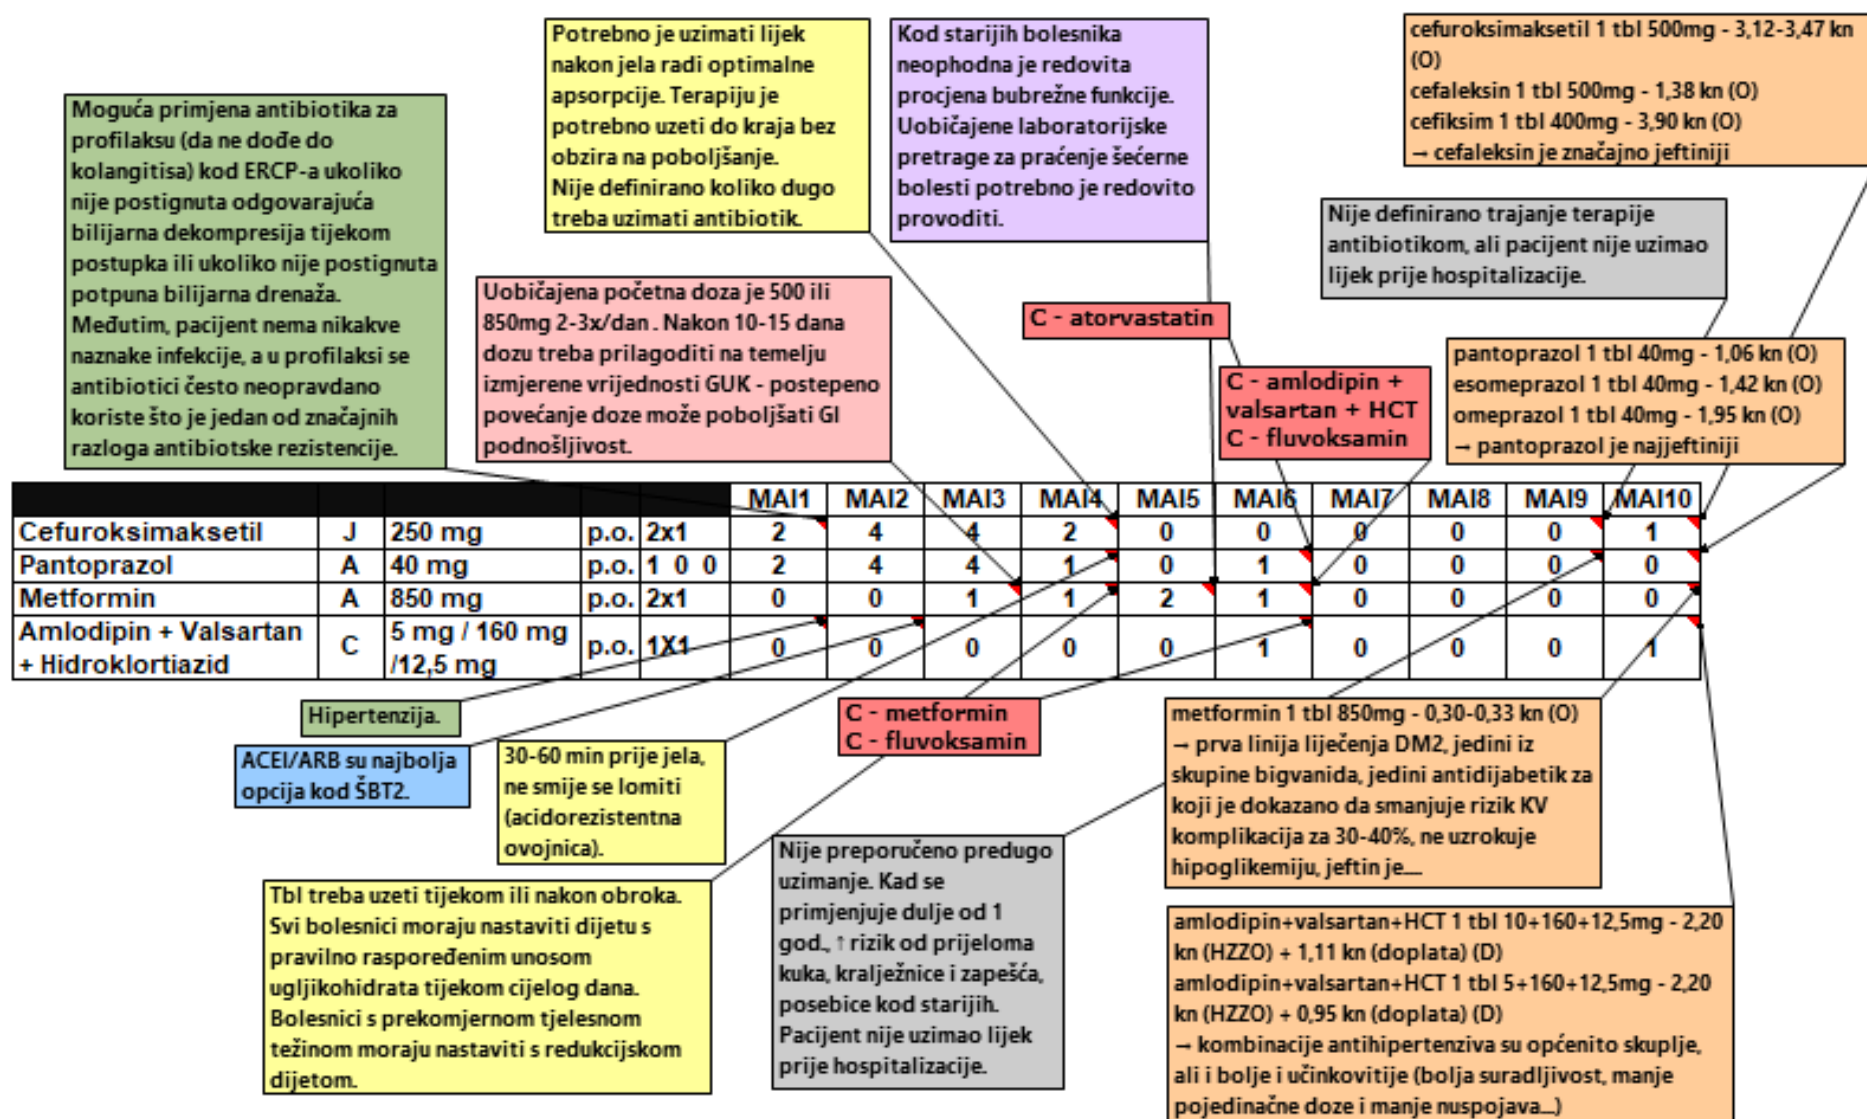 Potrebno je uzimati lijek
nakon jela radi optimalne
apsorpcije. Terapiju je
potrebno uzeti do kraja bez
obzira na poboljšanje.
Nije definirano koliko dugo
treba uzimati antibiotik.
Kod starijih bolesnika
neophodna je redovita
procjena bubrežne funkcije.
Uobičajene laboratorijske
pretrage za praćenje šećerne
bolesti potrebno je redovito
provoditi.
cefuroksimaksetil 1 tbl 500mg - 3,12-3,47 kn
(O)
cefaleksin 1 tbl 500mg - 1,38 kn (O)
cefiksim 1 tbl 400mg - 3,90 kn (O)
→ cefaleksin je značajno jeftiniji
Moguća primjena antibiotika za
profilaksu (da ne dođe do
kolangitisa) kod ERCP-a ukoliko
nije postignuta odgovarajuća
bilijarna dekompresija tijekom
postupka ili ukoliko nije postignuta
potpuna bilijarna drenaža.
Međutim, pacijent nema nikakve
naznake infekcije, a u profilaksi se
antibiotici često neopravdano
koriste što je jedan od značajnih
razloga antibiotske rezistencije.
Uobičajena početna doza je 500 ili
850mg 2-3x/dan . Nakon 10-15 dana
dozu treba prilagoditi na temelju
izmjerene vrijednosti GUK - postepeno
povećanje doze može poboljšati GI
podnošljivost.
Nije definirano trajanje terapije
antibiotikom, ali pacijent nije uzimao
lijek prije hospitalizacije.
C - atorvastatin
C - amlodipin +
valsartan + HCT
C - fluvoksamin
pantoprazol 1 tbl 40mg - 1,06 kn (O)
esomeprazol 1 tbl 40mg - 1,42 kn (O)
omeprazol 1 tbl 40mg - 1,95 kn (O)
→ pantoprazol je najjeftiniji
MAI1 MAI2 MAI3 MAI4 MAI5 MAI6 MAI7 MAI8 MAI9 MAI10
Cefuroksimaksetil J 250 mg p.o. 2x1 2 4 4 2 0 0 0 0 0 1
Pantoprazol A 40 mg p.o. 1 0 0 2 4 4 1 0 1 0 0 0 0
Metformin A 850 mg p.o. 2x1 0 0 1 1 2 1 0 0 0 0
Amlodipin + Valsartan
+ Hidroklortiazid C 5 mg / 160 mg
/12,5 mg p.o. 1X1 0 0 0 0 0 1 0 0 0 1
Hipertenzija.
ACEI/ARB su najbolja
opcija kod ŠBT2.
30-60 min prije jela,
ne smije se lomiti
(acidorezistentna
ovojnica).
C - metformin
C - fluvoksamin
metformin 1 tbl 850mg - 0,30-0,33 kn (O)
→ prva linija liječenja DM2, jedini iz
skupine bigvanida, jedini antidijabetik za
koji je dokazano da smanjuje rizik KV
komplikacija za 30-40%, ne uzrokuje
hipoglikemiju, jeftin je....
Tbl treba uzeti tijekom ili nakon obroka.
Svi bolesnici moraju nastaviti dijetu s
pravilno raspoređenim unosom
ugljikohidrata tijekom cijelog dana.
Bolesnici s prekomjernom tjelesnom
težinom moraju nastaviti s redukcijskom
dijetom.
Nije preporučeno predugo
uzimanje. Kad se
primjenjuje dulje od 1
god., ↑ rizik od prijeloma
kuka, kralježnice i zapešća,
posebice kod starijih.
Pacijent nije uzimao lijek
prije hospitalizacije.
amlodipin+valsartan+HCT 1 tbl 10+160+12,5mg - 2,20
kn (HZZO) + 1,11 kn (doplata) (D)
amlodipin+valsartan+HCT 1 tbl 5+160+12,5mg - 2,20
kn (HZZO) + 0,95 kn (doplata) (D)
→ kombinacije antihipertenziva su općenito skuplje,
ali i bolje i učinkovitije (bolja suradljivost, manje
pojedinačne doze i manje nuspojava...)